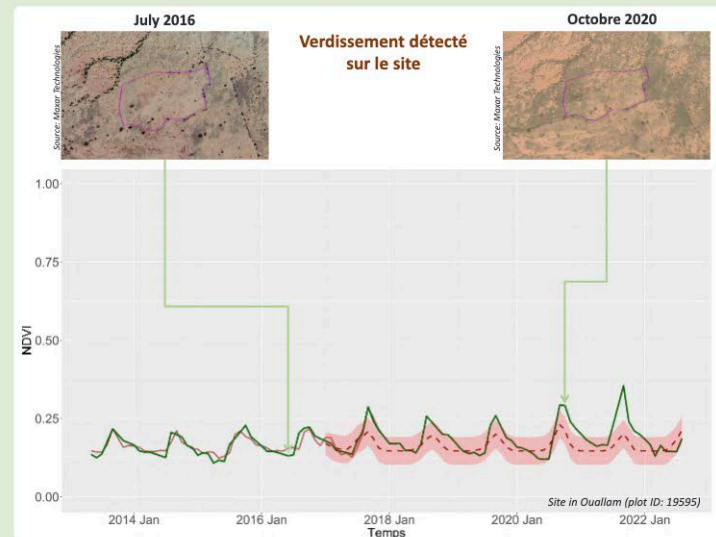 July 2016
Octobre 2020
Verdissement détecté
sur le site
Source: Maxar Technologies
Source: Maxar Technologies
1.00
0.75
0.50
0.25
0.00
NDVI
Site in Ouallam (plot ID: 19595)
2014 Jan
2016 Jan
2018 Jan
2020 Jan
2022 Jan
Temps